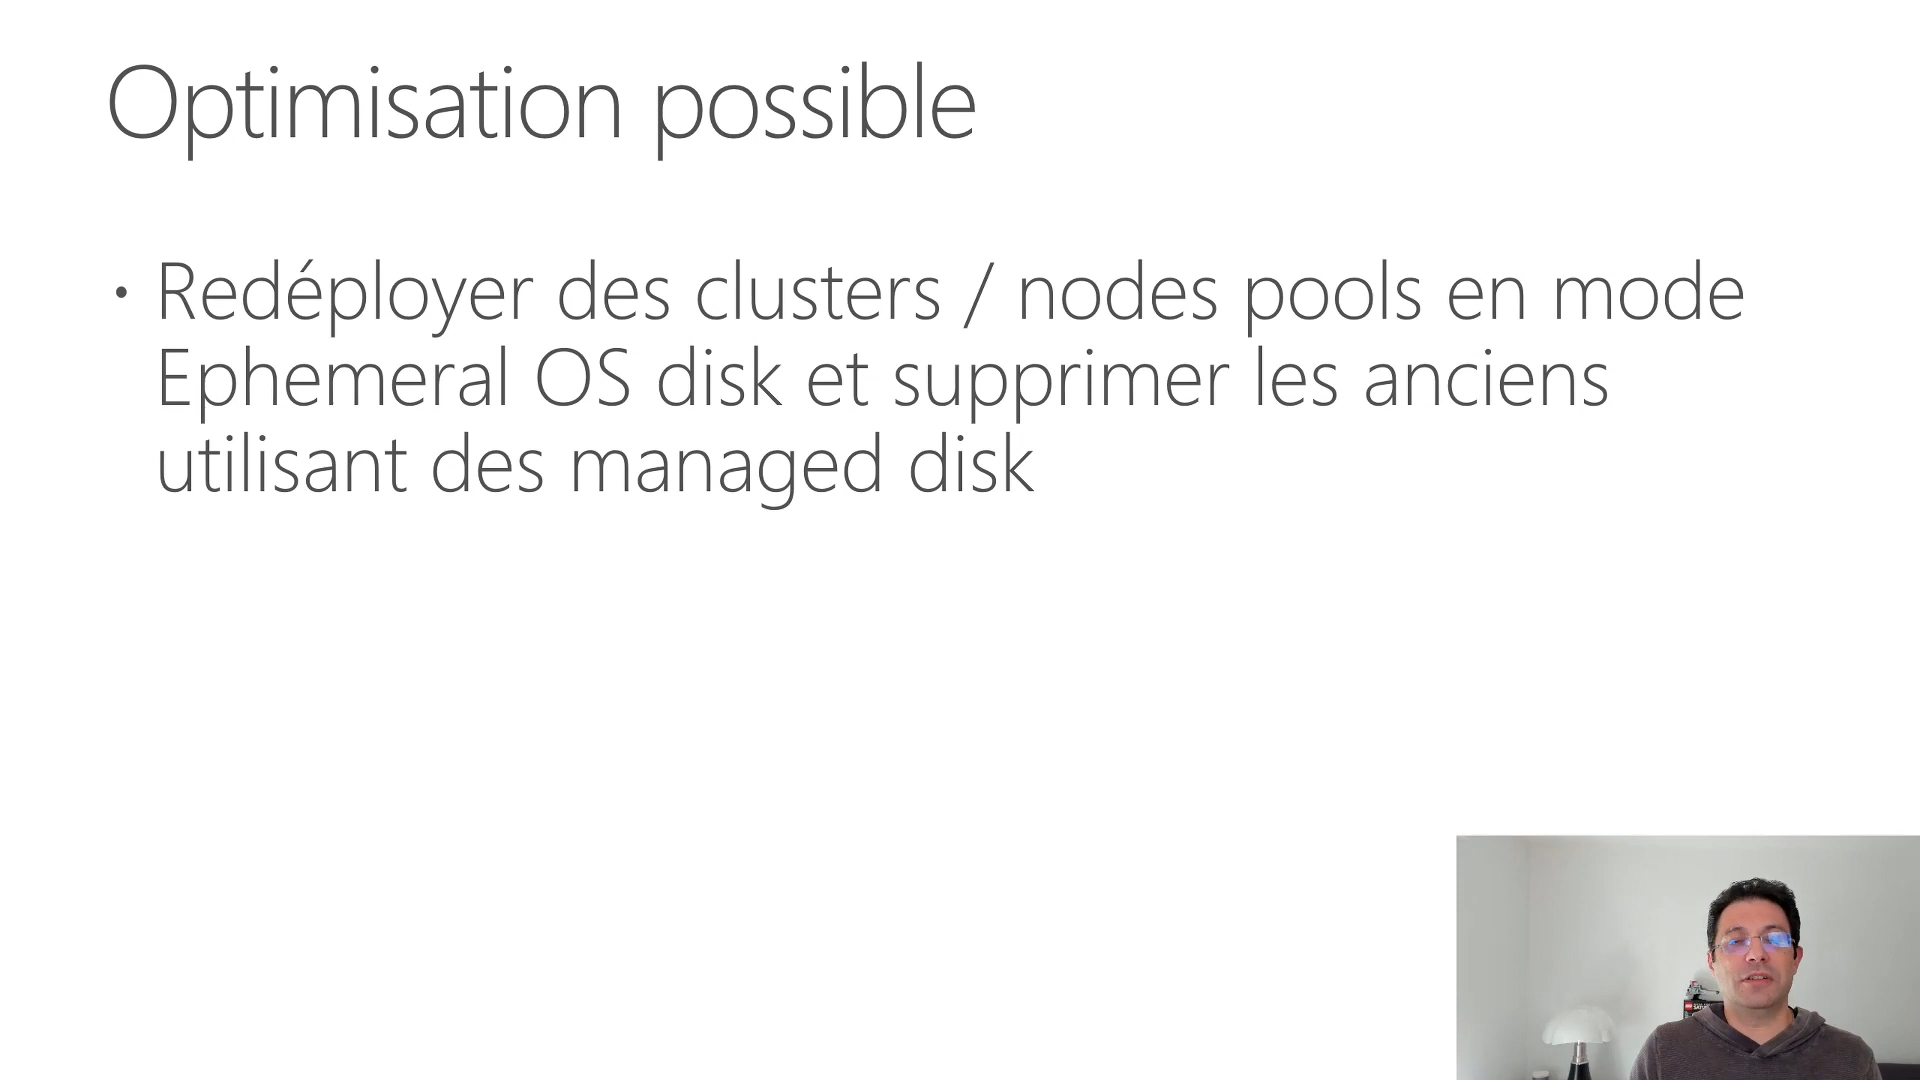 Optimisation possible
• Redéployer des clusters / nodes pools en mode
Ephemeral OS disk et supprimer les anciens
utilisant des managed disk